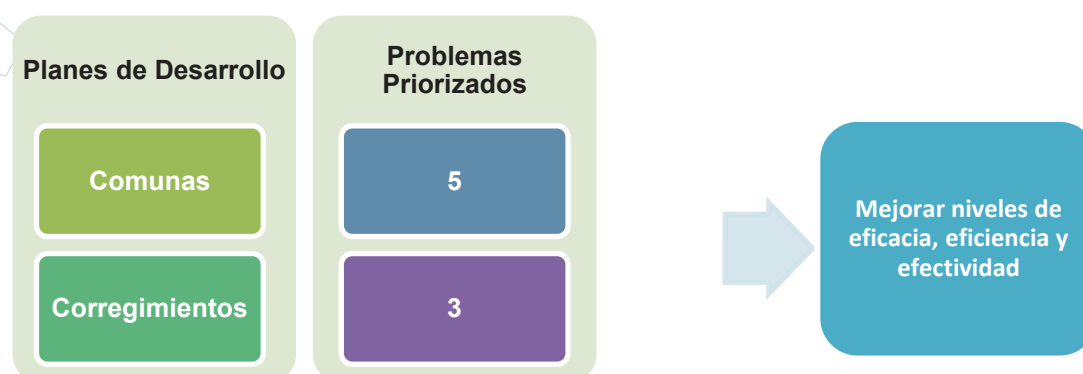 Planes de Desarrollo
Comunas
Corregimientos
Problemas
Priorizados
5
3
Mejorar niveles de
eficacia, eficiencia y
efectividad